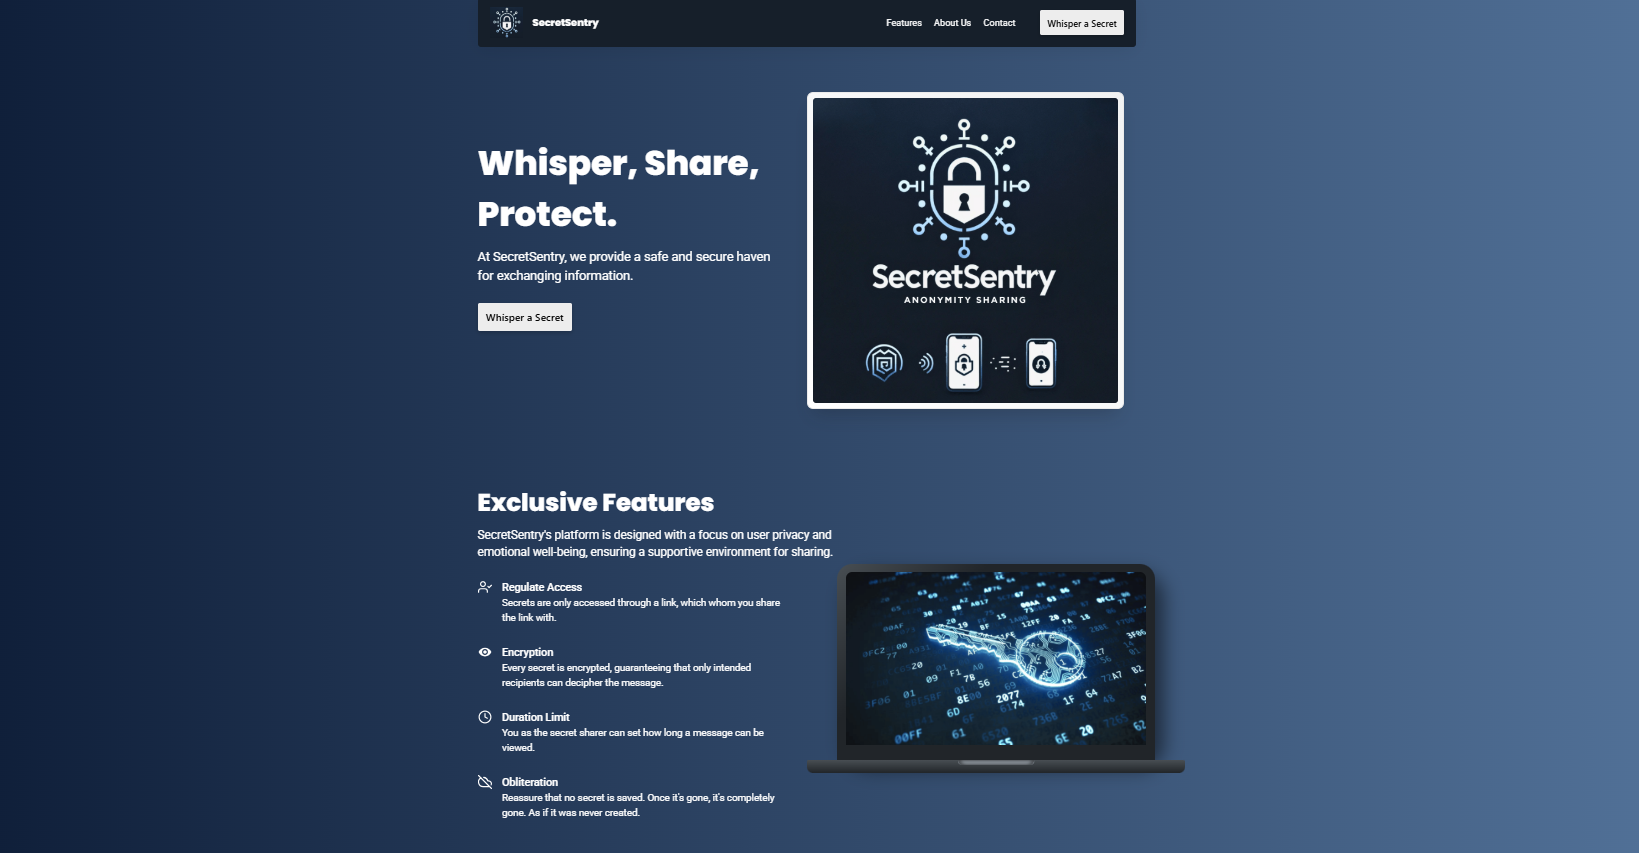 SecretSentry
Features
About Us
Contact
Whisper a Secret
Whisper, Share,
Protect.
At SecretSentry, we provide a safe and secure haven
for exchanging information.
Whisper a Secret
SecretSentry
ANONYMITY SHARING
Exclusive Features
SecretSentry's platform is designed with a focus on user privacy and
emotional well-being, ensuring a supportive environment for sharing.
Regulate Access
Secrets are only accessed through a link, which whom you share
the link with.
Encryption
Every secret is encrypted, guaranteeing that only intended
recipients can decipher the message.
Duration Limit
You as the secret sharer can set how long a message can be
viewed.
Obliteration
Reassure that no secret is saved. Once it's gone, it's completely
gone. As if it was never created.